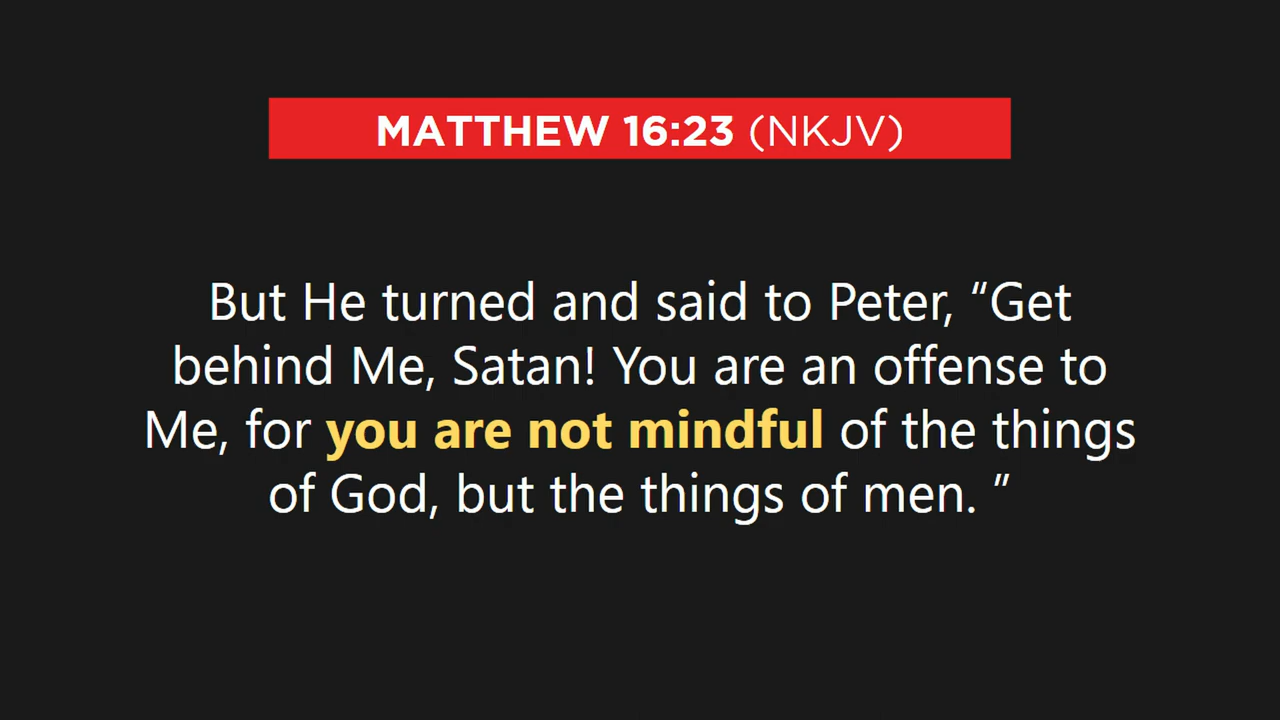 MATTHEW 16:23 (NKJV)
But He turned and said to Peter, “Get
behind Me, Satan! You are an offense to
Me, for you are not mindful of the things
of God, but the things of men. ”